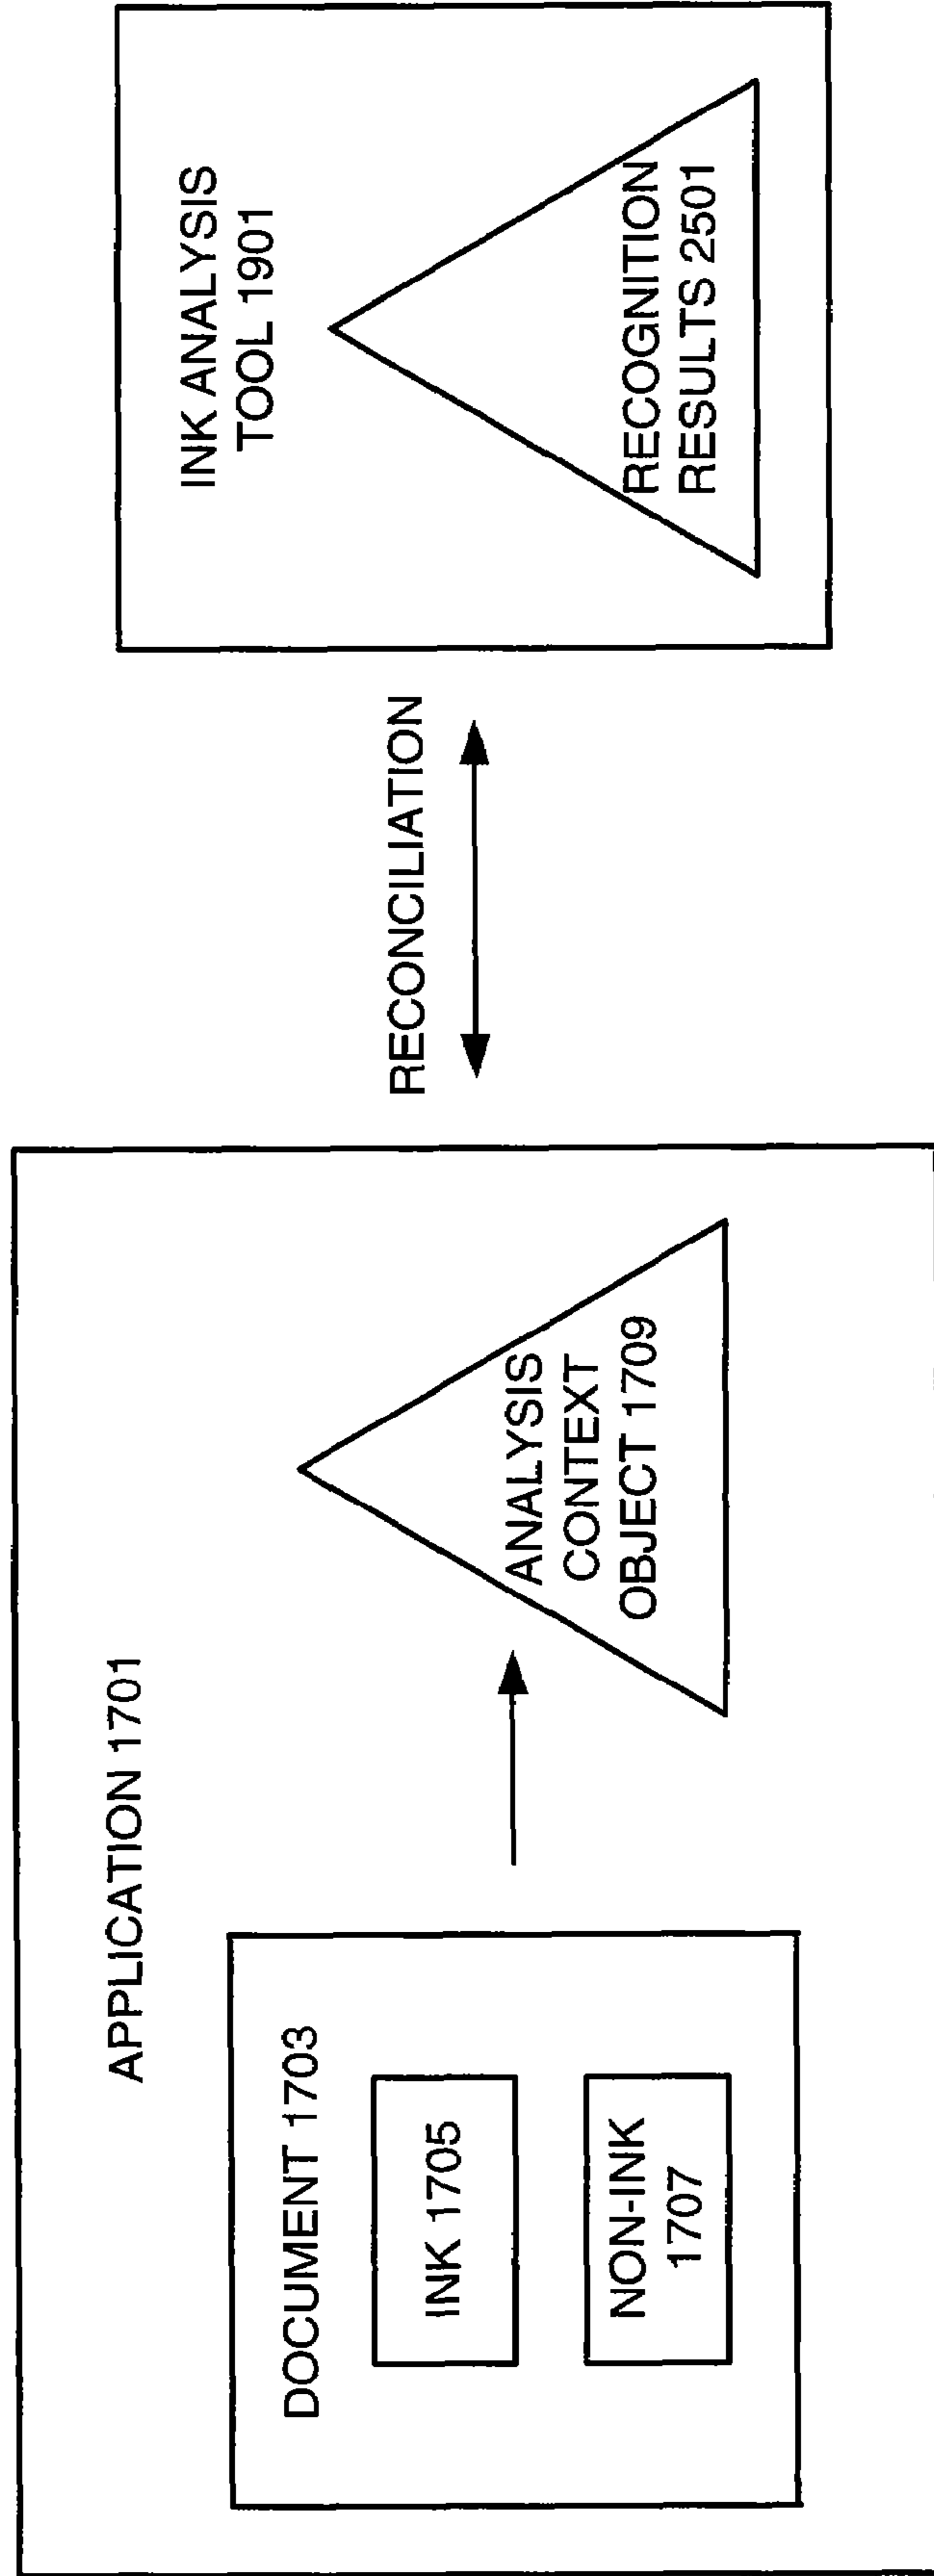 APPLICATION 1701
DOCUMENT 1703
INK 1705
NON-INK
1707
ANALYSIS
CONTEXT
OBJECT 1709
RECONCILIATION
INK ANALYSIS
TOOL 1901
RECOGNITION
RESULTS 2501